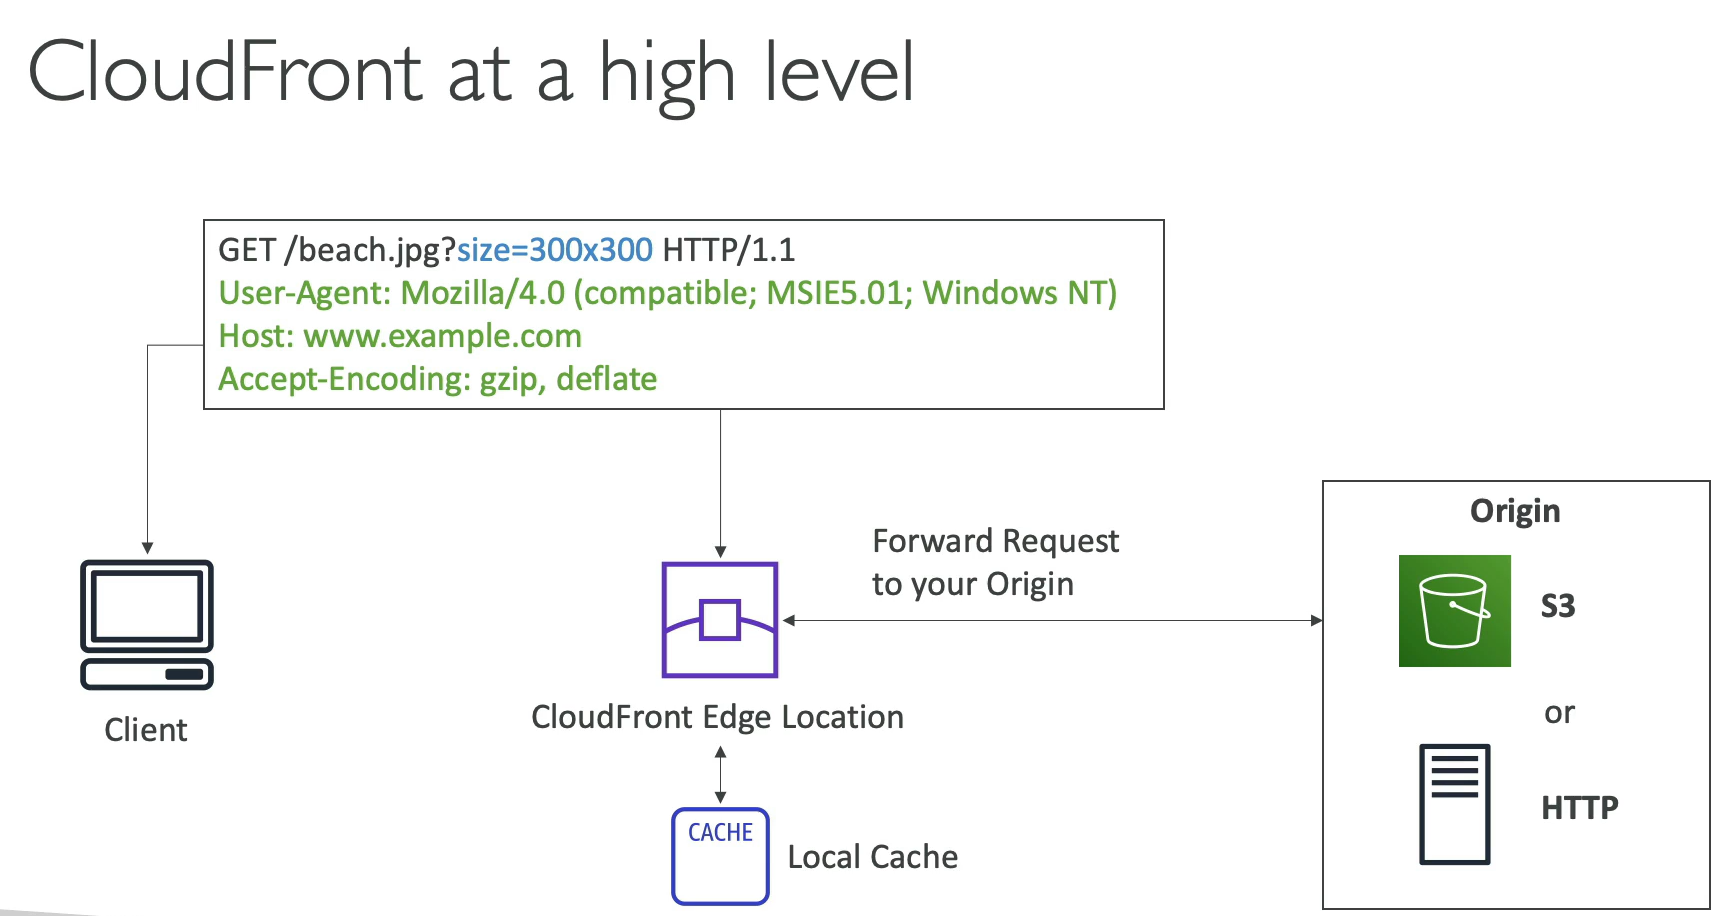 CloudFront at a high level
GET /beach.jpg?size=300x300 HTTP/1.1
User-Agent: Mozilla/4.0 (compatible; MSIE5.01; Windows NT)
Host: www.example.com
Accept-Encoding: gzip, deflate
Client
CloudFront Edge Location
Forward Request
to your Origin
CACHE
Local Cache
Origin
S3
or
HTTP